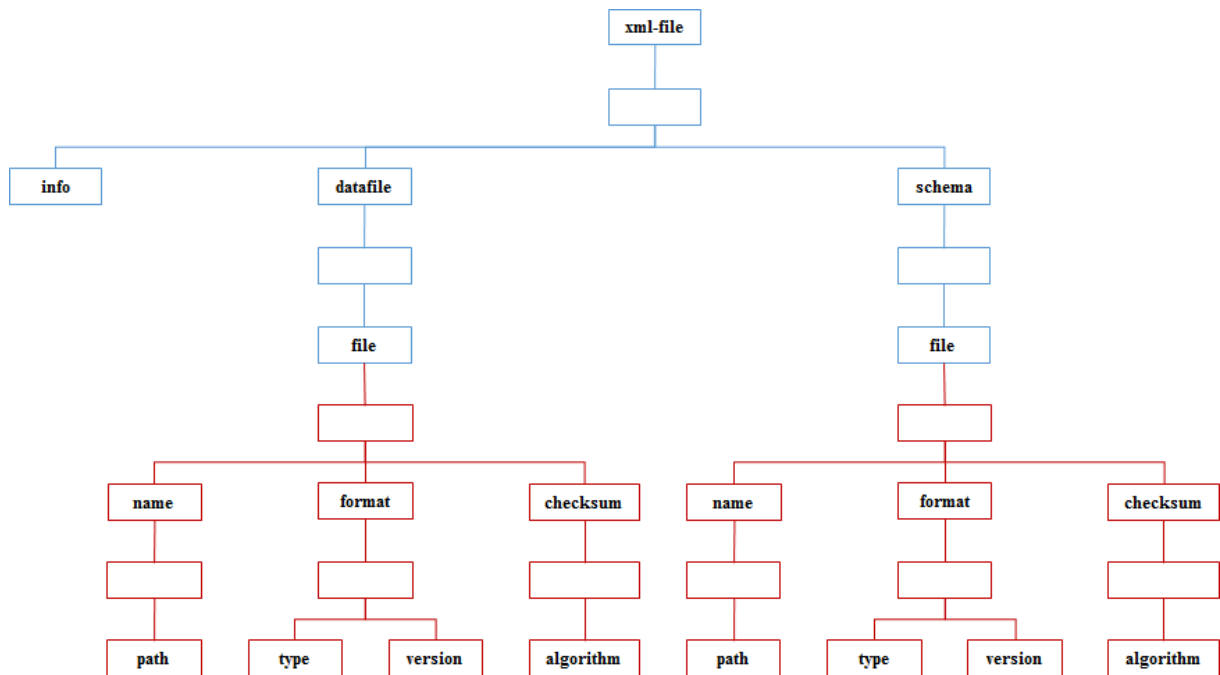 xml-file
info
datafile
schema
file
file
name
format
checksum
name
format
checksum
path
type
version
algorithm
path
type
version
algorithm